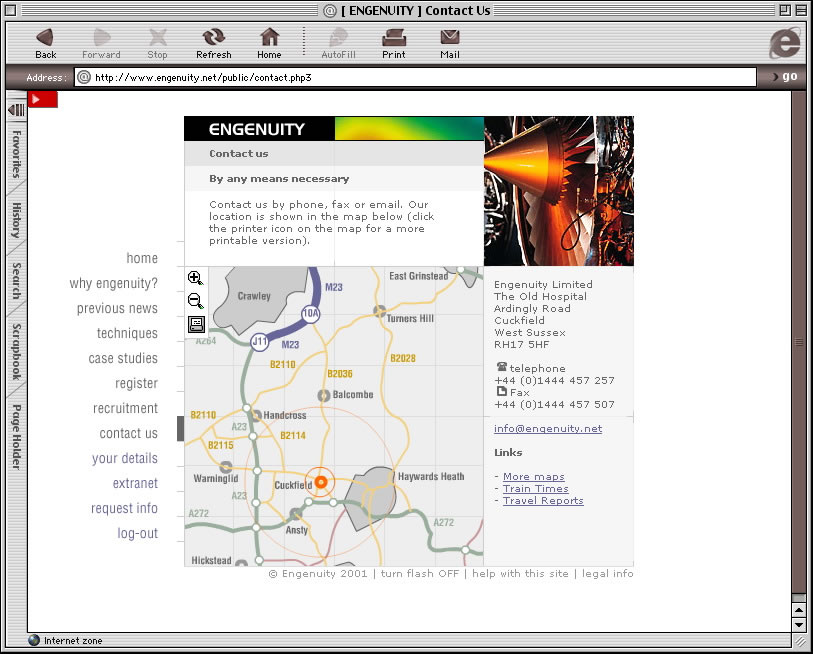 [ ENGENUITY ] Contact Us
Back
Forward
Stop
Refresh
Home
AutoFill
Print
Mail
Address:
http://www.engenuity.net/public/contact.php3
go
Favorites
History
Search
Scrapbook
Page Holder
ENGENUITY
Contact us
By any means necessary
Contact us by phone, fax or email. Our
location is shown in the map below (click
the printer icon on the map for a more
printable version).
home
why engenuity?
previous news
techniques
case studies
register
recruitment
contact us
your details
extranet
request info
log-out
East Grinstead
Crawley
M23
10A
Turners Hill
A264
J11
M23
B2110
B2036
B2028
Balcombe
B2110
Handcross
A23
B2114
B2115
Warninglid
Cuckfield
Haywards Heath
A23
A272
Ansty
A272
Hickstead
Engenuity Limited
The Old Hospital
Ardingly Road
Cuckfield
West Sussex
RH17 5HF
telephone
+44 (0)1444 457 257
Fax
+44 (0)1444 457 507
info@engenuity.net
Links
- More maps
- Train Times
- Travel Reports
© Engenuity 2001 | turn flash OFF | help with this site | legal info
Internet zone